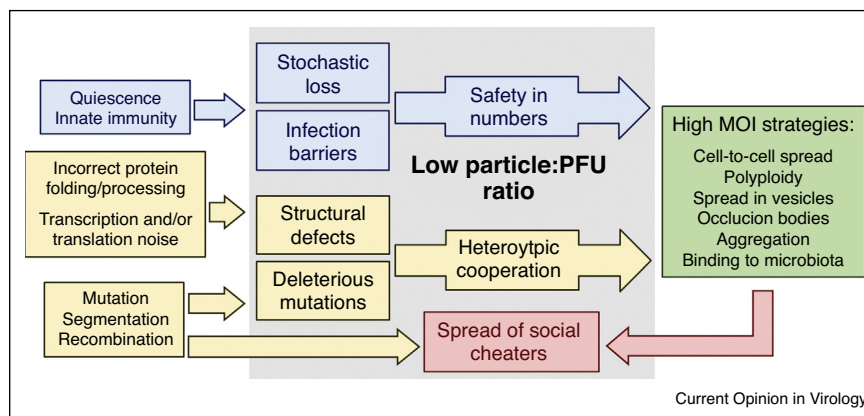 Quiescence
Innate immunity
Stochastic
loss
Infection
barriers
Safety in
numbers
Low particle:PFU
ratio
Incorrect protein
folding/processing
Transcription and/or
translation noise
Structural
defects
Deleterious
mutations
Heteroytpic
cooperation
Mutation
Segmentation
Recombination
Spread of social
cheaters
High MOI strategies:
Cell-to-cell spread
Polyploidy
Spread in vesicles
Occlucion bodies
Aggregation
Binding to microbiota
Current Opinion in Virology